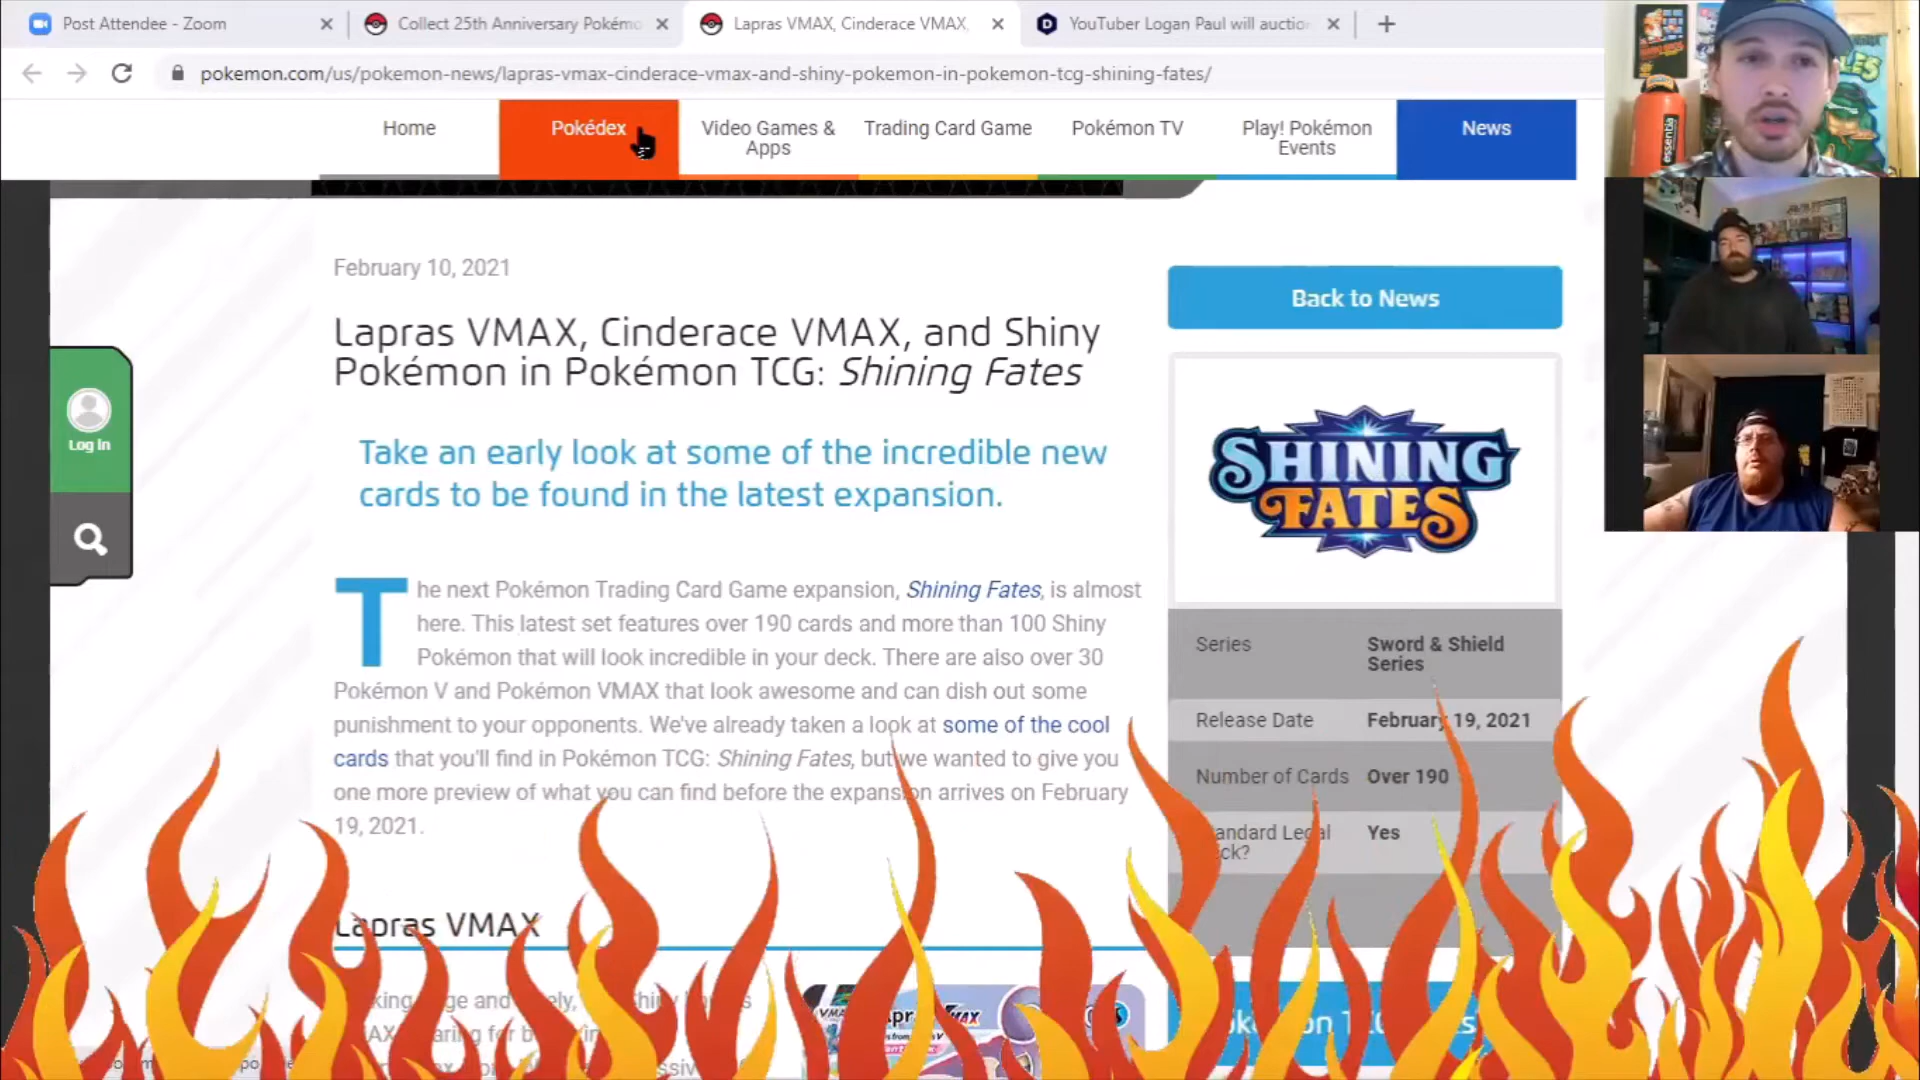 Post Attendee - Zoom
Collect 25th Anniversary Pokémo
Lapras VMAX, Cinderace VMAX,
YouTuber Logan Paul will auction
pokemon.com/us/pokemon-news/lapras-vmax-cinderace-vmax-and-shiny-pokemon-in-pokemon-tcg-shining-fates/
Home
Pokédex
Video Games &
Apps
Trading Card Game
Pokémon TV
Play! Pokémon
Events
News
essentia
February 10, 2021
Back to News
Lapras VMAX, Cinderace VMAX, and Shiny
Pokémon in Pokémon TCG: Shining Fates
Log In
Take an early look at some of the incredible new
cards to be found in the latest expansion.
SHINING
FATES
The next Pokémon Trading Card Game expansion, Shining Fates, is almost
here. This latest set features over 190 cards and more than 100 Shiny
Pokémon that will look incredible in your deck. There are also over 30
Pokémon V and Pokémon VMAX that look awesome and can dish out some
punishment to your opponents. We've already taken a look at some of the cool
cards that you'll find in Pokémon TCG: Shining Fates, but we wanted to give you
one more preview of what you can find before the expansion arrives on February
19, 2021.
Series
Sword & Shield
Series
Release Date
February 19, 2021
Number of Cards
Over 190
Yes
Lapras VMAX